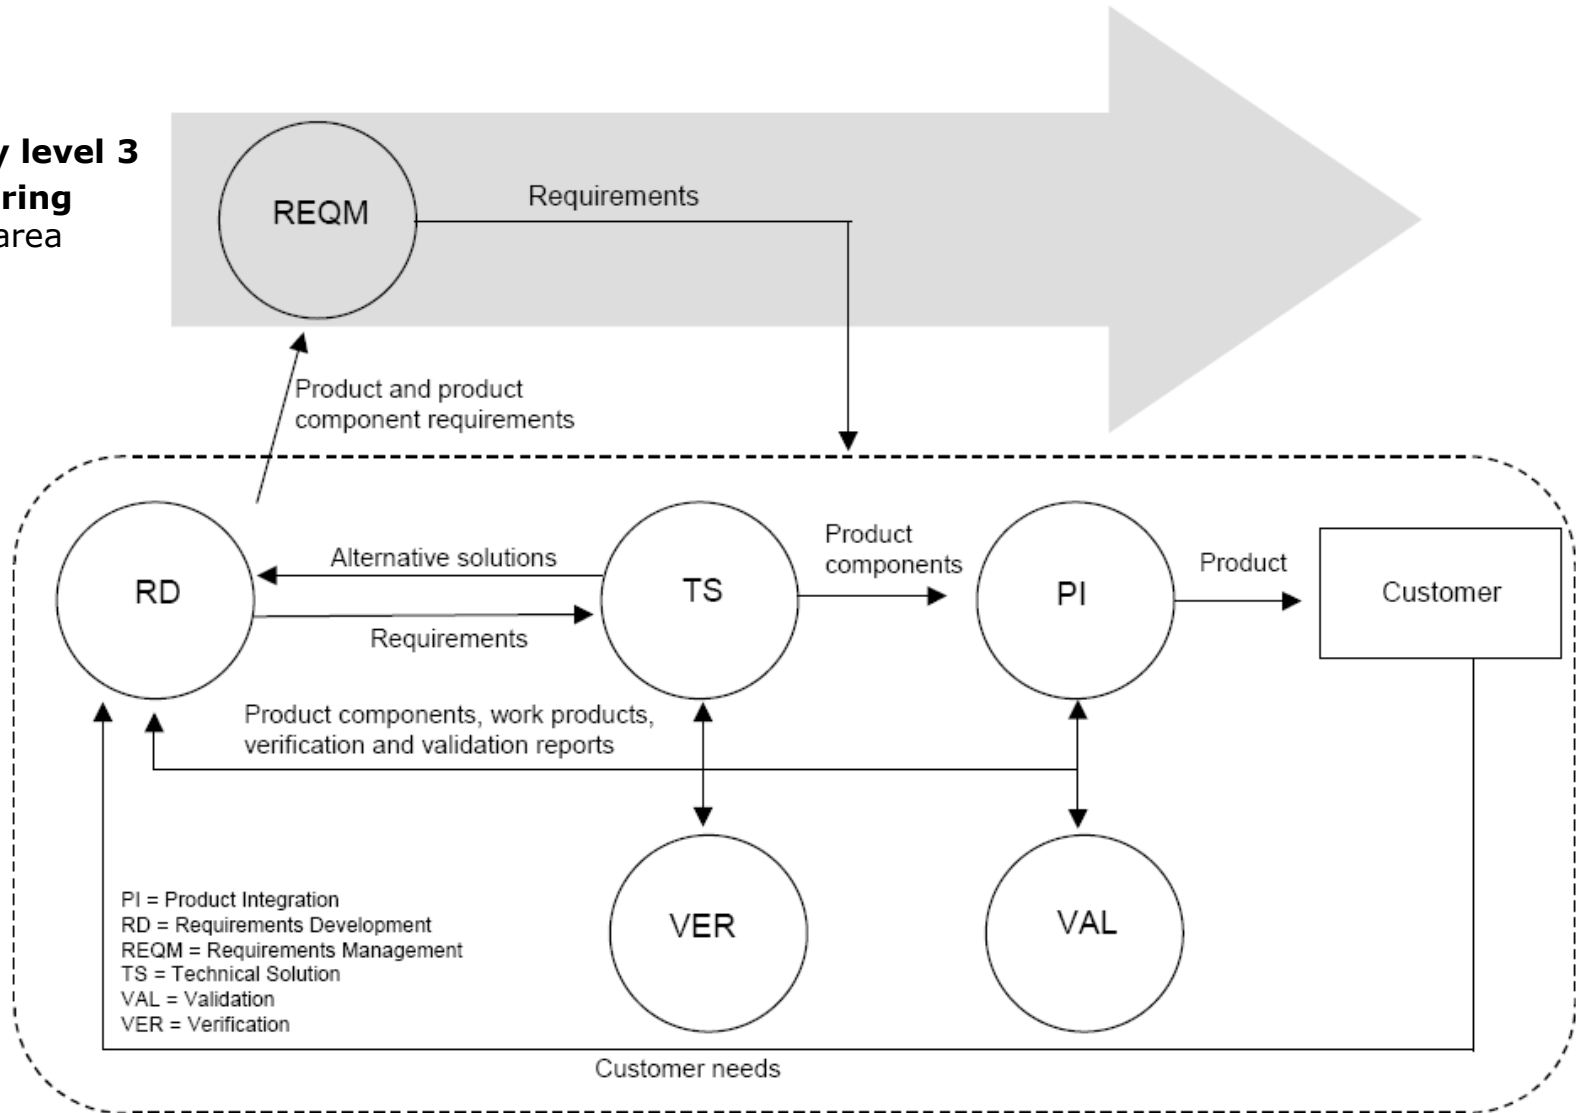 y level 3
ring
area
REQM
Requirements
Product and product
component requirements
RD
Alternative solutions
Requirements
TS
Product
components
PI
Product
Customer
Product components, work products,
verification and validation reports
VER
VAL
PI = Product Integration
RD = Requirements Development
REQM = Requirements Management
TS = Technical Solution
VAL = Validation
VER = Verification
Customer needs